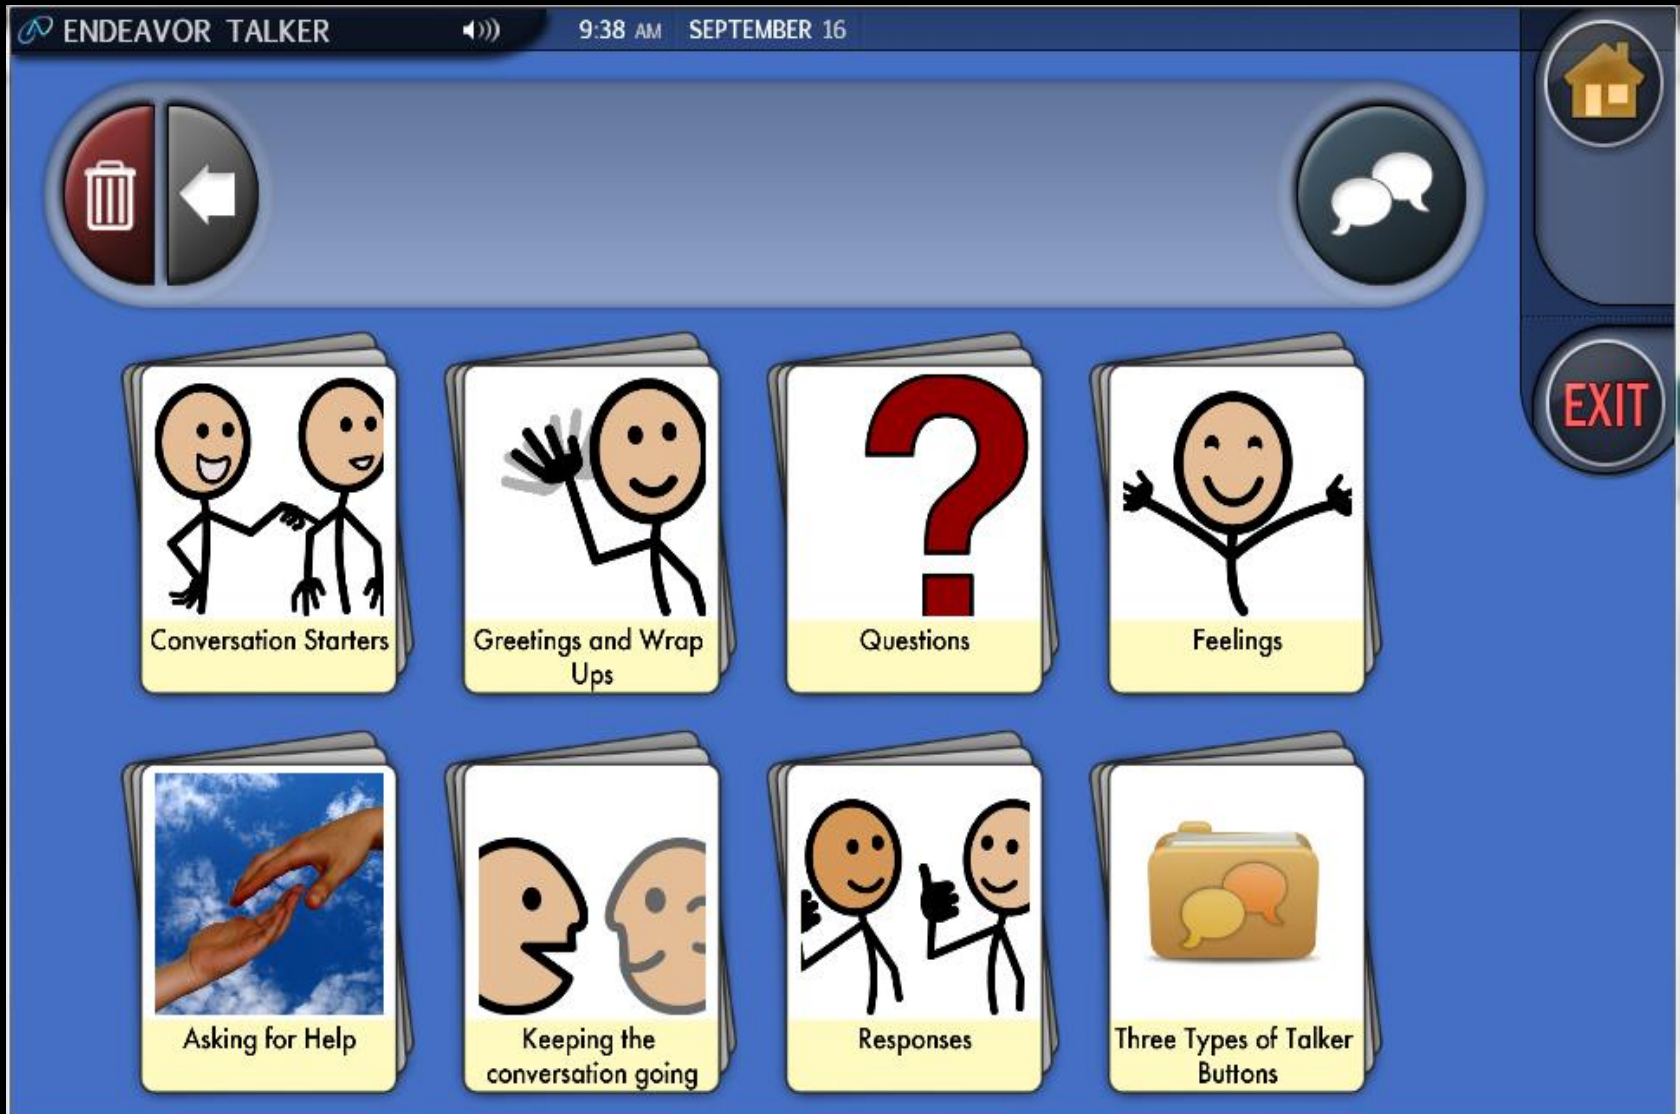 ENDEAVOR TALKER
9:38 AM SEPTEMBER 16
EXIT
Conversation Starters
Greetings and Wrap
Ups
Questions
Feelings
Asking for Help
Keeping the
conversation going
Responses
Three Types of Talker
Buttons